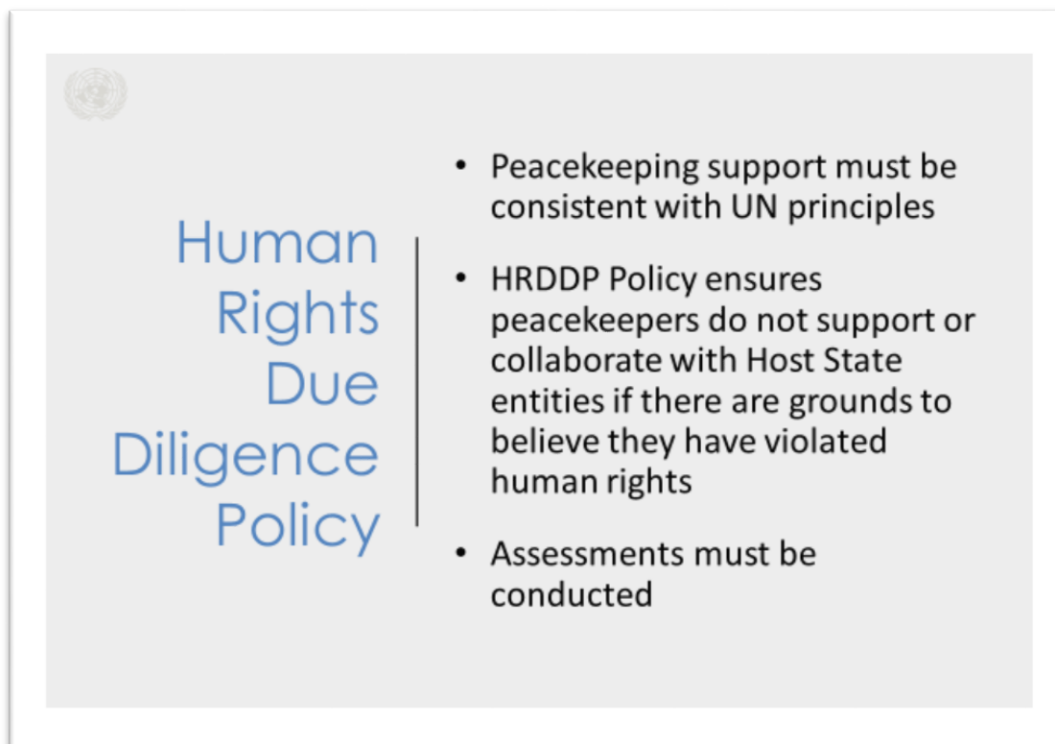 Human
Rights
Due
Diligence
Policy
• Peacekeeping support must be
consistent with UN principles
• HRDDP Policy ensures
peacekeepers do not support or
collaborate with Host State
entities if there are grounds to
believe they have violated
human rights
• Assessments must be
conducted